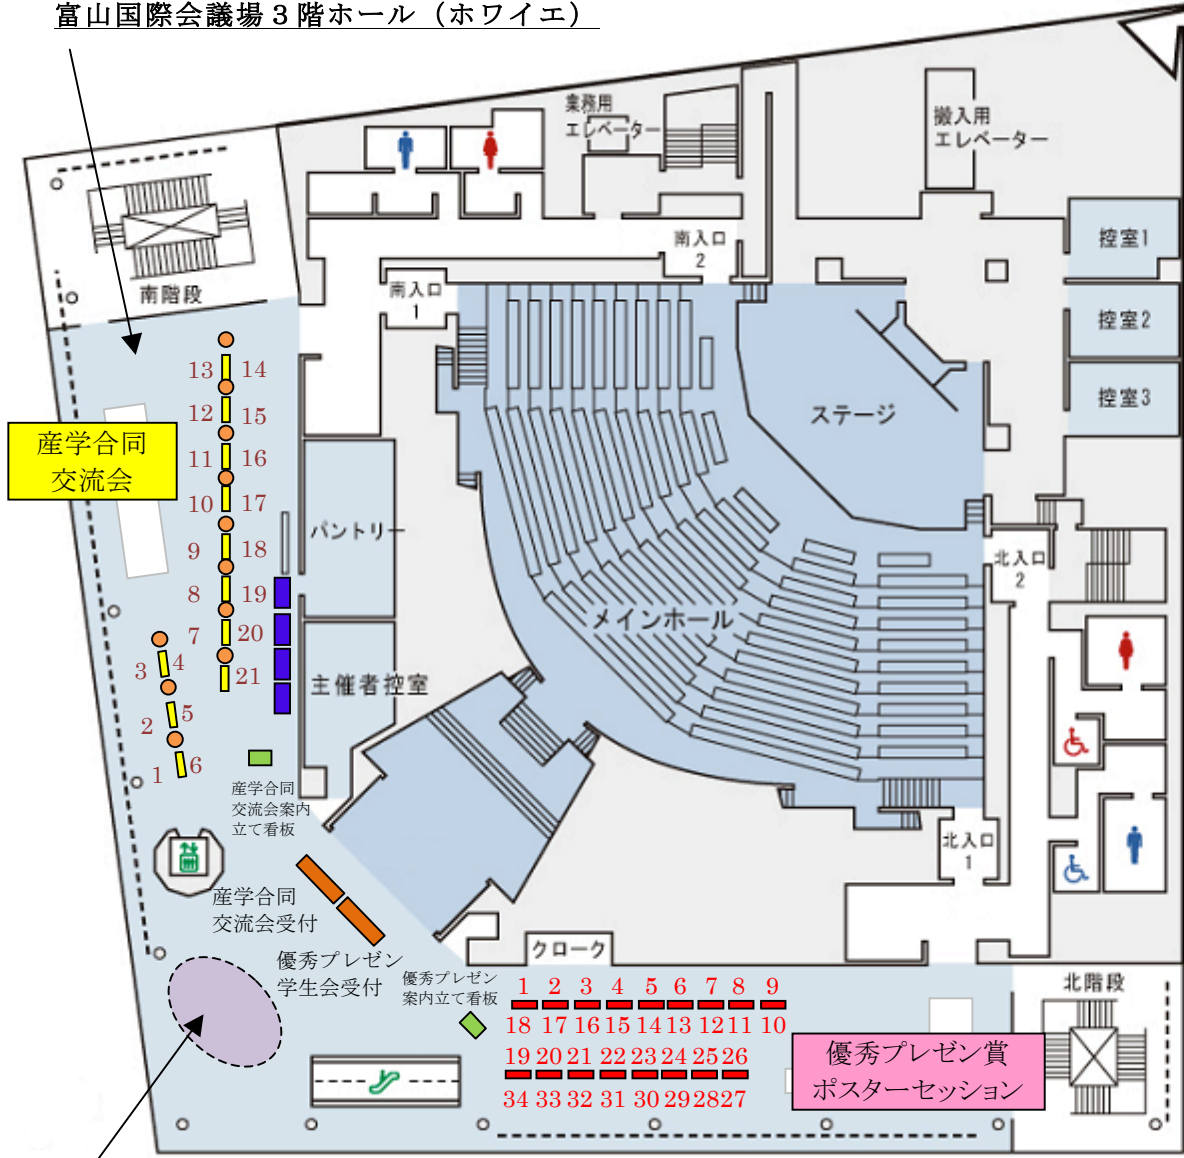 富山国際会議場３階ホール（ホワイエ）
業務用
エレベーター
搬入用
エレベーター
控室1
南入口
2
南階段
南入口
1
控室2
控室3
ステージ
産学合同
交流会
13 14
12 15
11 16
10 17
9 18
8 19
7 20
21
3 4
2 5
1 6
パントリー
北入口
2
メインホール
主催者控室
産学合同
交流会案内
立て看板
北入口
1
産学合同
交流会受付
優秀プレゼン
学生会受付
優秀プレゼン
案内立て看板
クローク
北階段
1 2 3 4 5 6 7 8 9
18 17 16 15 14 13 12 11 10
19 20 21 22 23 24 25 26
34 33 32 31 30 29 28 27
優秀プレゼン賞
ポスターセッション